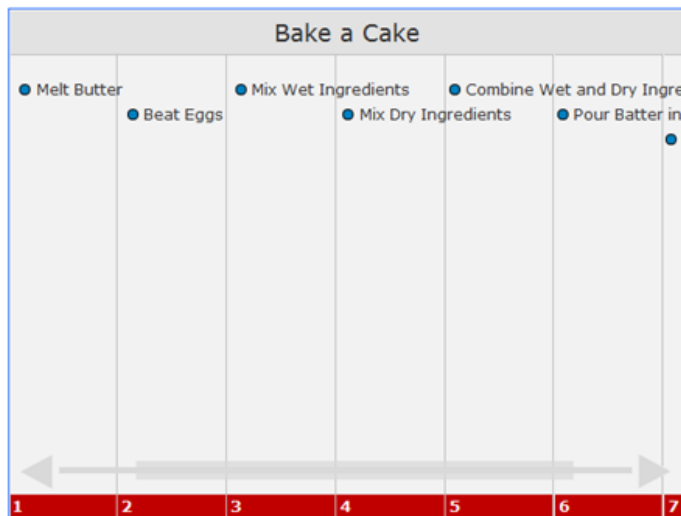 Bake a Cake
Melt Butter
Mix Wet Ingredients
Combine Wet and Dry Ingre
Beat Eggs
Mix Dry Ingredients
Pour Batter in
1 2 3 4 5 6 7